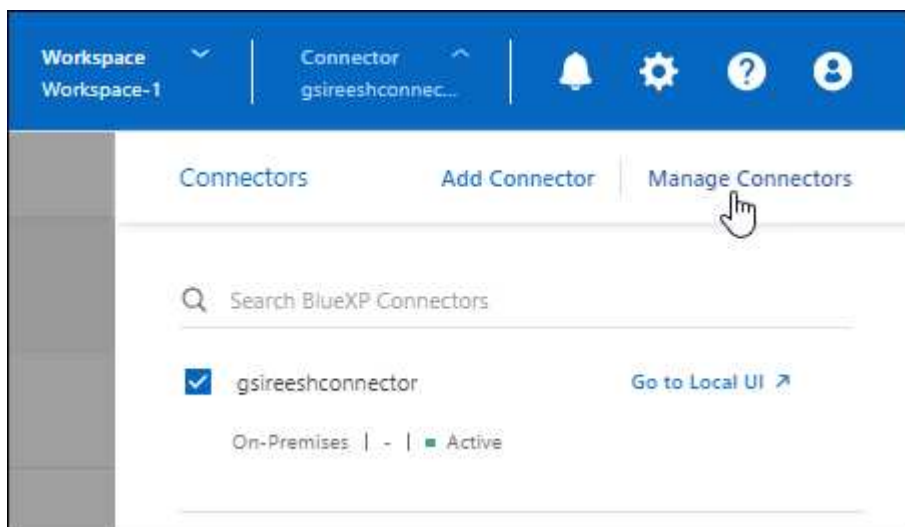 Workspace Connector
Workspace-1 gsireeshconnec...
Connectors Add Connector Manage Connectors
Search BlueXP Connectors
gsireeshconnector Go to Local UI ↗
On-Premises | - | ■ Active